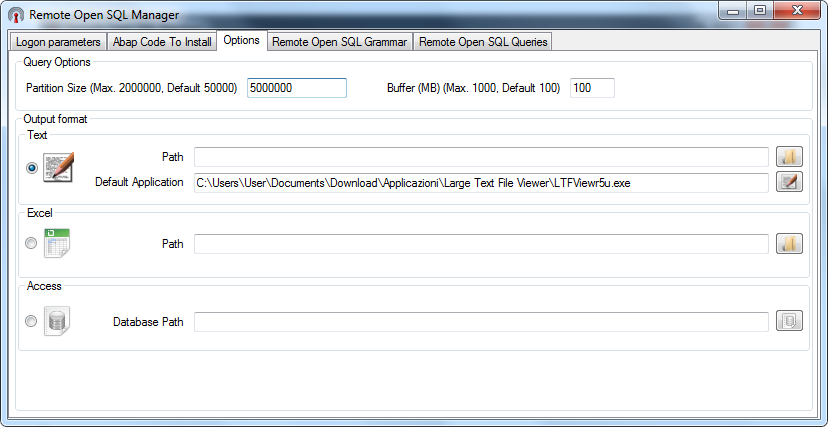 Remote Open SQL Manager
Logon parameters Abap Code To Install Options Remote Open SQL Grammar Remote Open SQL Queries
Query Options
Partition Size (Max. 2000000, Default 50000) 5000000 Buffer (MB) (Max. 1000, Default 100) 100
Output format
Text
Path
Default Application C:\Users\User\Documents\Download\Applicazioni\Large Text File Viewer\LTFViewr5u.exe
Excel
Path
Access
Database Path